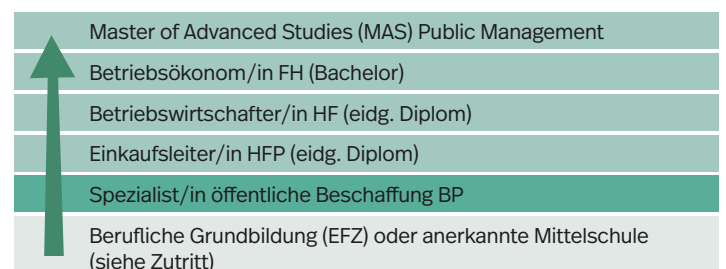 Master of Advanced Studies (MAS) Public Management
Betriebsökonom/in FH (Bachelor)
Betriebswirtschafter/in HF (eidg. Diplom)
Einkaufsleiter/in HFP (eidg. Diplom)
Spezialist/in öffentliche Beschaffung BP
Berufliche Grundbildung (EFZ) oder anerkannte Mittelschule
(siehe Zutritt)